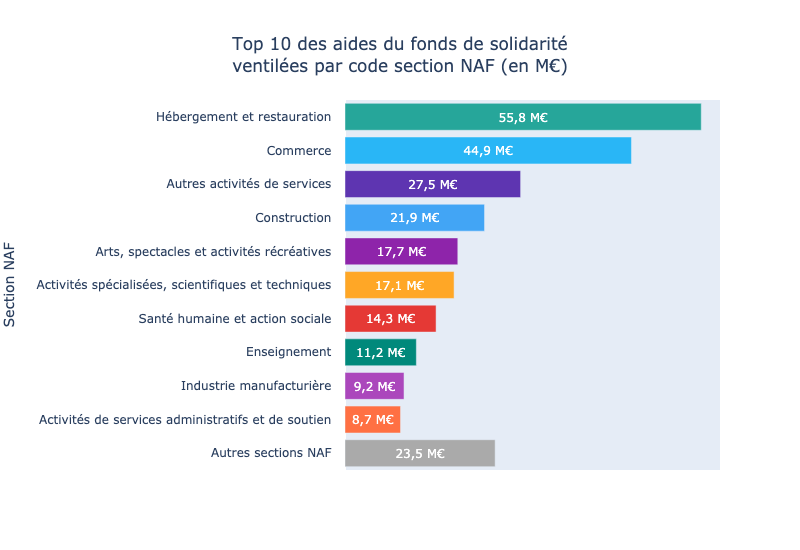 Top 10 des aides du fonds de solidarité
ventilées par code section NAF (en M€)
Section NAF
Hébergement et restauration 55,8 M€
Commerce 44,9 M€
Autres activités de services 27,5 M€
Construction 21,9 M€
Arts, spectacles et activités récréatives 17,7 M€
Activités spécialisées, scientifiques et techniques 17,1 M€
Santé humaine et action sociale 14,3 M€
Enseignement 11,2 M€
Industrie manufacturière 9,2 M€
Activités de services administratifs et de soutien 8,7 M€
Autres sections NAF 23,5 M€